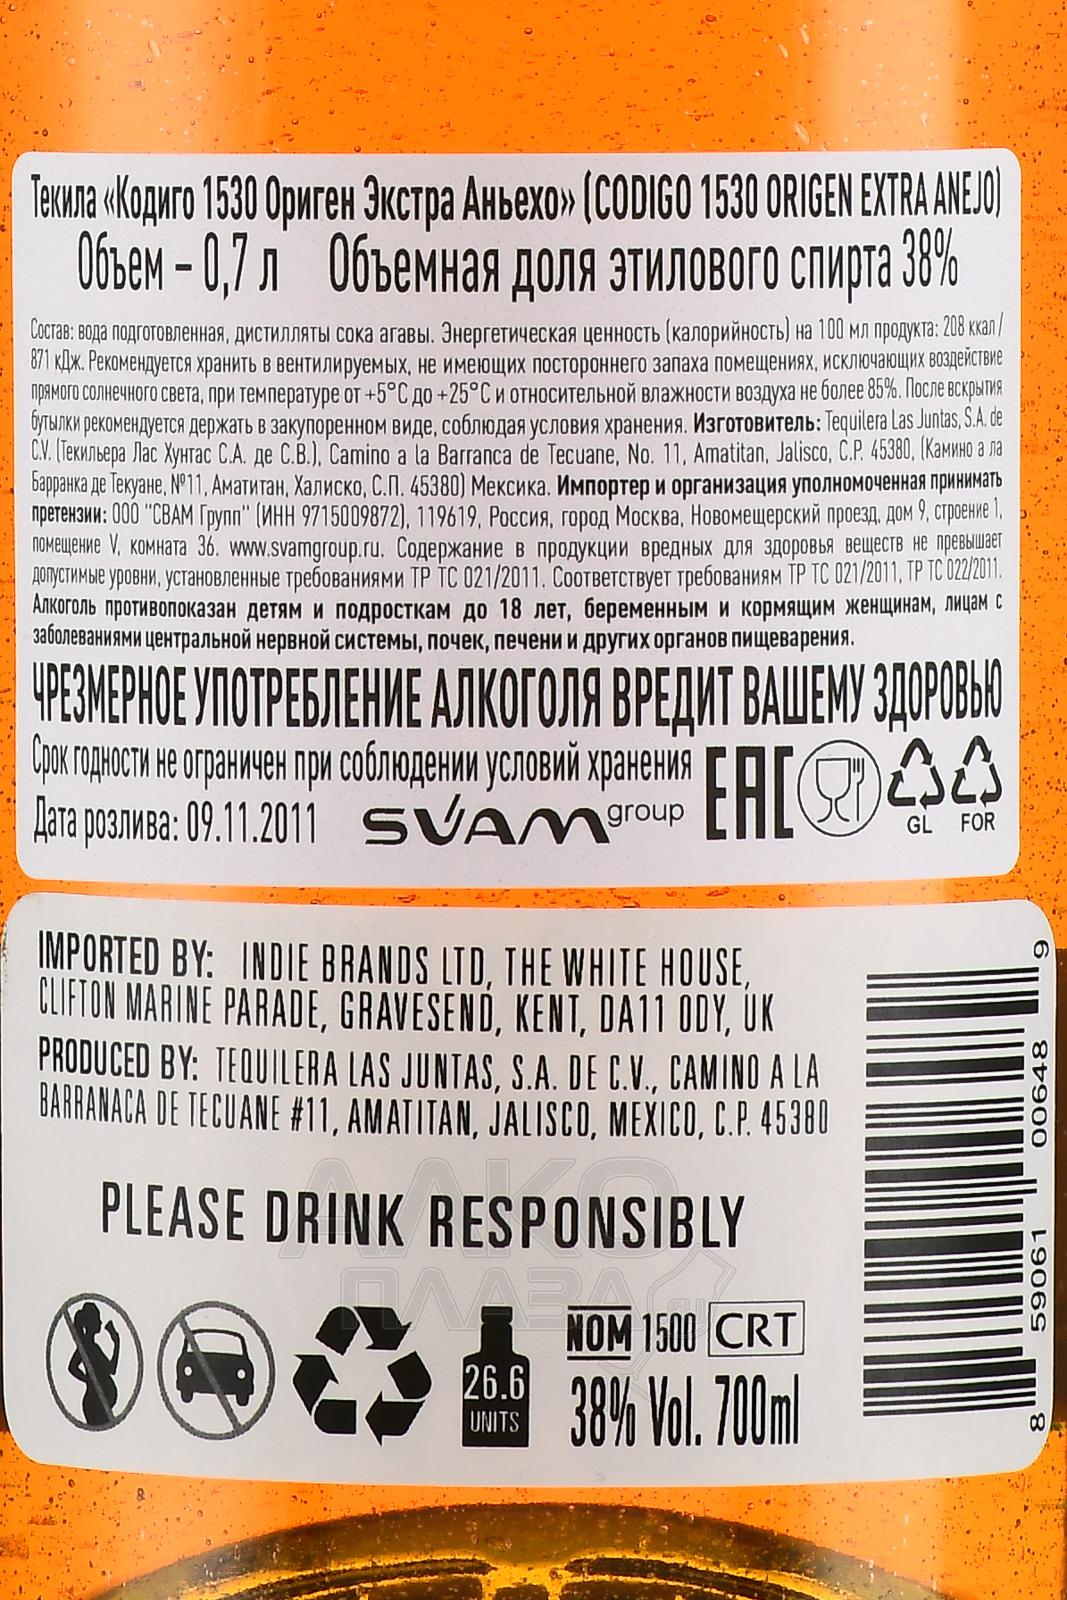 Текила «Кодиго 1530 Ориген Экстра Аньехо» (CODIGO 1530 ORIGEN EXTRA ANEJO)
Объем – 0,7 л Объемная доля этилового спирта 38%
Состав: вода подготовленная, дистилляты сока агавы. Энергетическая ценность (калорийность) на 100 мл продукта: 208 ккал/
871 кДж. Рекомендуется хранить в вентилируемых, не имеющих постороннего запаха помещениях, исключающих воздействие
прямого солнечного света, при температуре от +5°C до +25°C и относительной влажности воздуха не более 85%. После вскрытия
бутылки рекомендуется держать в закупоренном виде, соблюдая условия хранения. Изготовитель: Tequilera Las Juntas, S.A. de
C.V. (Текильера Лас Хунтас С.А. де С.В.), Camino a la Barranca de Tecuane, No. 11, Amatitan, Jalisco, C.P. 45380, (Камино а ла
Барранка де Текуане, №11, Аматитан, Халиско, С.П. 45380) Мексика. Импортер и организация уполномоченная принимать
претензии: ООО "СВАМ Групп" (ИНН 9715009872), 119619, Россия, город Москва, Новомещерский проезд, дом 9, строение 1,
помещение V, комната 36. www.svamgroup.ru. Содержание в продукции вредных для здоровья веществ не превышает
допустимые уровни, установленные требованиями ТР ТС 021/2011. Соответствует требованиям ТР ТС 021/2011, ТР ТС 022/2011.
Алкоголь противопоказан детям и подросткам до 18 лет, беременным и кормящим женщинам, лицам с
заболеваниями центральной нервной системы, почек, печени и других органов пищеварения.
ЧРЕЗМЕРНОЕ УПОТРЕБЛЕНИЕ АЛКОГОЛЯ ВРЕДИТ ВАШЕМУ ЗДОРОВЬЮ
Срок годности не ограничен при соблюдении условий хранения
Дата розлива: 09.11.2011
SVAM group
EAC
GL FOR
IMPORTED BY: INDIE BRANDS LTD, THE WHITE HOUSE,
CLIFTON MARINE PARADE, GRAVESEND, KENT, DA11 0DY, UK
PRODUCED BY: TEQUILERA LAS JUNTAS, S.A. DE C.V., CAMINO A LA
BARRANACA DE TECUANE #11, AMATITAN, JALISCO, MEXICO, C.P. 45380
PLEASE DRINK RESPONSIBLY
АЛКО
ПЛАЗА.ru
26.6
UNITS
NOM 1500 CRT
38% Vol. 700ml
8 59061 00648 9